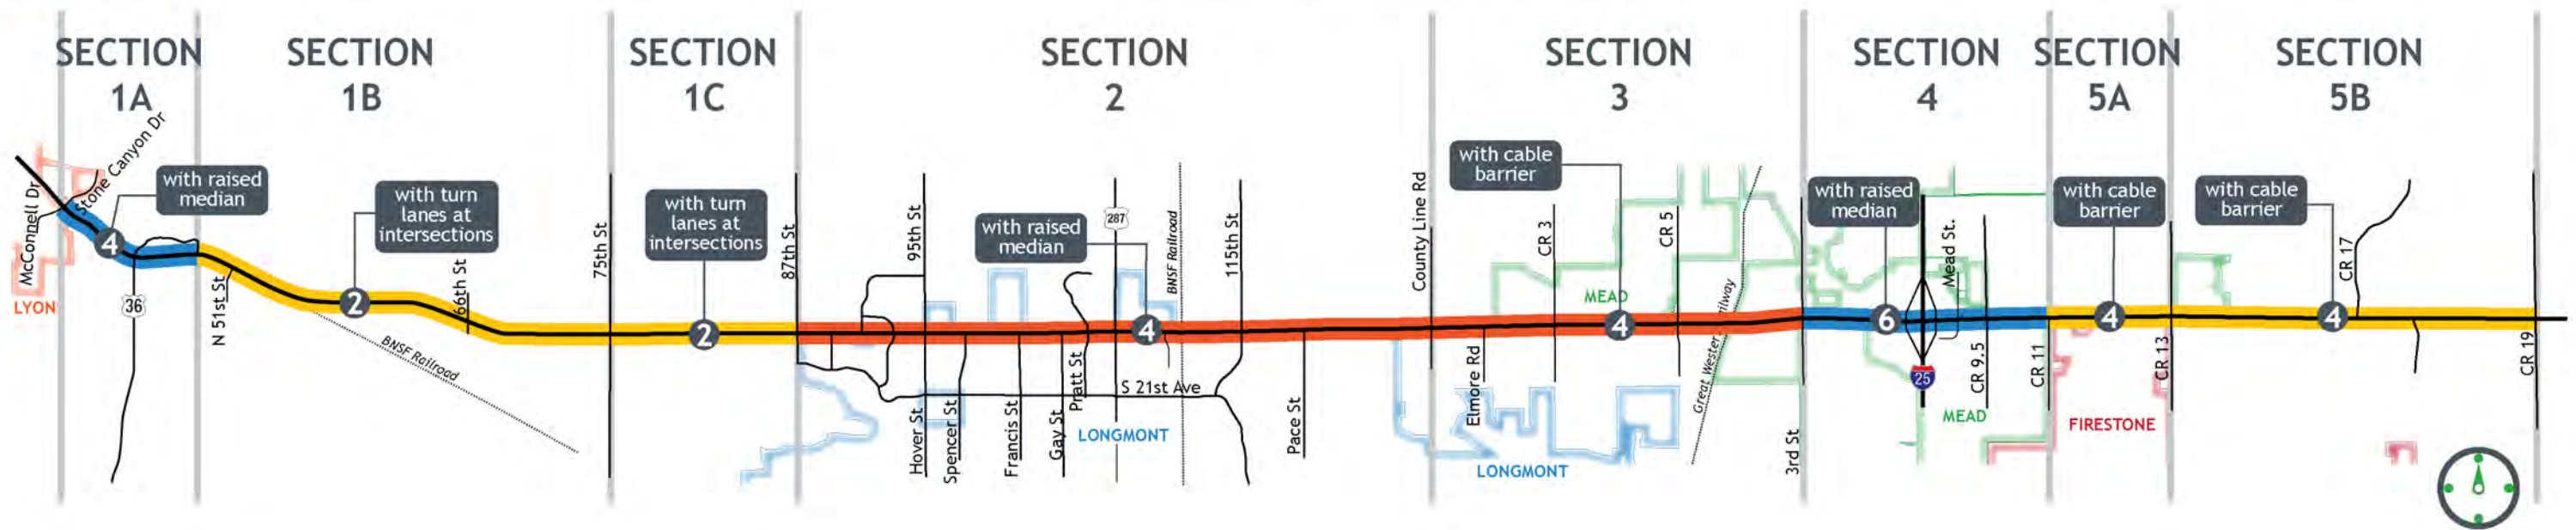 SECTION
1A
SECTION
1B
SECTION
1C
SECTION
2
SECTION
3
SECTION
4
SECTION
5A
SECTION
5B
McConnell Dr
LYON
Stone Canyon Dr
4
with raised
median
36
N 51st St
2
with turn
lanes at
intersections
BNSF Railroad
66th St
75th St
with turn
lanes at
intersections
2
87th St
95th St
Hover St
Spencer St
Francis St
Gay St
Pratt St
with raised
median
4
287
BNSF Railroad
115th St
S 21st Ave
LONGMONT
Pace St
County Line Rd
Elmore Rd
with cable
barrier
CR 3
MEAD
4
CR 5
LONGMONT
Great Western Railway
3rd St
with raised
median
6
25
Mead St.
CR 9.5
MEAD
CR 11
with cable
barrier
4
FIRESTONE
CR 13
with cable
barrier
4
CR 17
CR 19